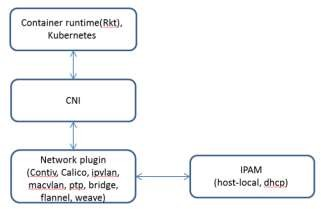 Container runtime(Rkt),
Kubernetes
CNI
Network plugin
(Contiv, Calico, ipvlan,
macvlan, ptp, bridge,
flannel, weave)
IPAM
(host-local, dhcp)